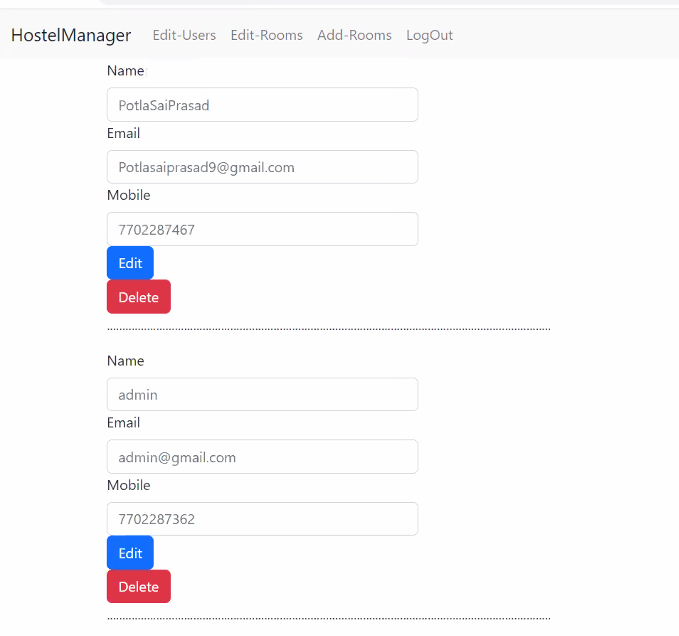 HostelManager Edit-Users Edit-Rooms Add-Rooms LogOut
Name
PotlaSaiPrasad
Email
Potlasaiprasad9@gmail.com
Mobile
7702287467
Edit
Delete
Name
admin
Email
admin@gmail.com
Mobile
7702287362
Edit
Delete